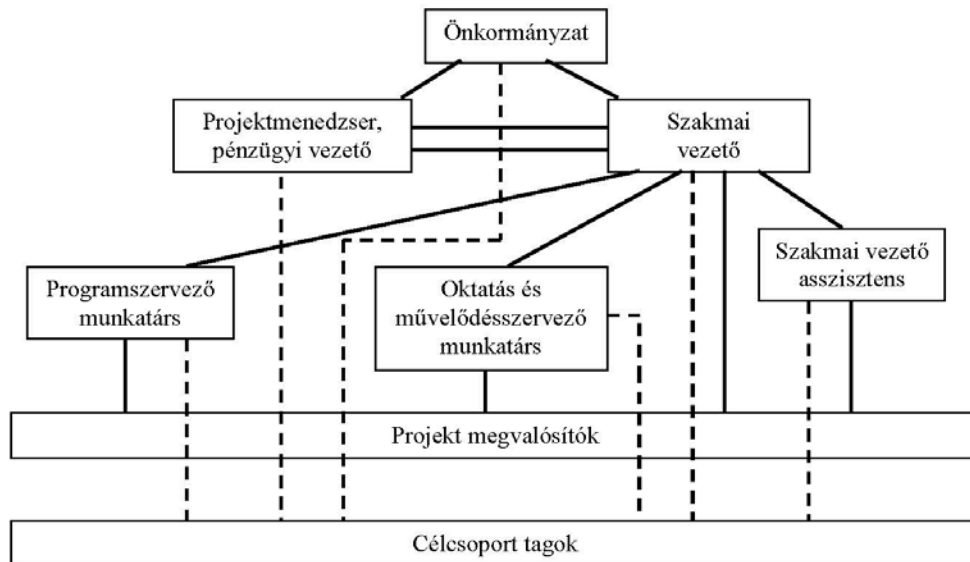 Önkormányzat
Projektmenedzser,
pénzügyi vezető
Szakmai
vezető
Programszervező
munkatárs
Oktatás és
művelődésszervező
munkatárs
Szakmai vezető
asszisztens
Projekt megvalósítók
Célcsoport tagok